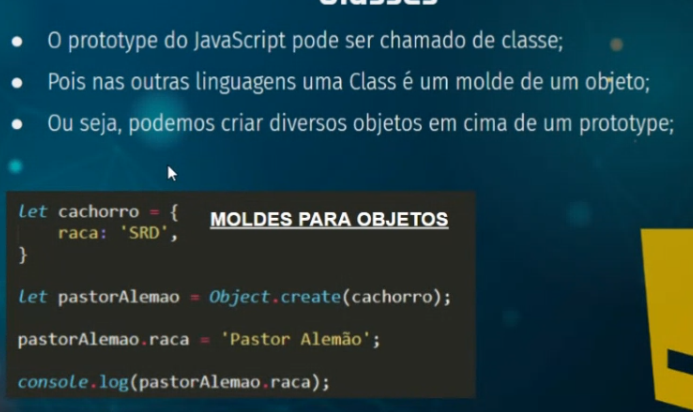 Classes
● O prototype do JavaScript pode ser chamado de classe;
● Pois nas outras linguagens uma Class é um molde de um objeto;
● Ou seja, podemos criar diversos objetos em cima de um prototype;
let cachorro = {
MOLDES PARA OBJETOS
raca: 'SRD',
}
let pastorAlemao = Object.create(cachorro);
pastorAlemao.raca = 'Pastor Alemão';
console.log(pastorAlemao.raca);